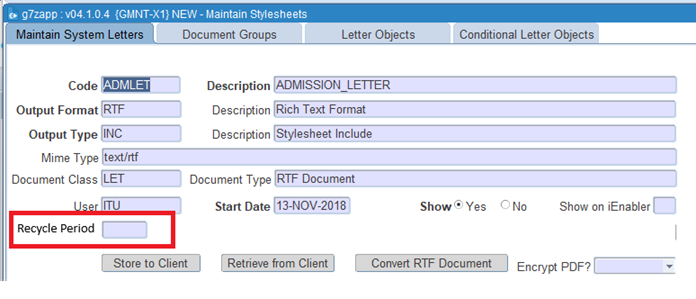 g7zapp : v04.1.0.4 {GMNT-X1} NEW - Maintain Stylesheets
Maintain System Letters Document Groups Letter Objects Conditional Letter Objects
Code ADMLET Description ADMISSION_LETTER
Output Format RTF Description Rich Text Format
Output Type INC Description Stylesheet Include
Mime Type text/rtf
Document Class LET Document Type RTF Document
User ITU Start Date 13-NOV-2018 Show Yes No Show on iEnabler
Recycle Period
Store to Client Retrieve from Client Convert RTF Document Encrypt PDF?